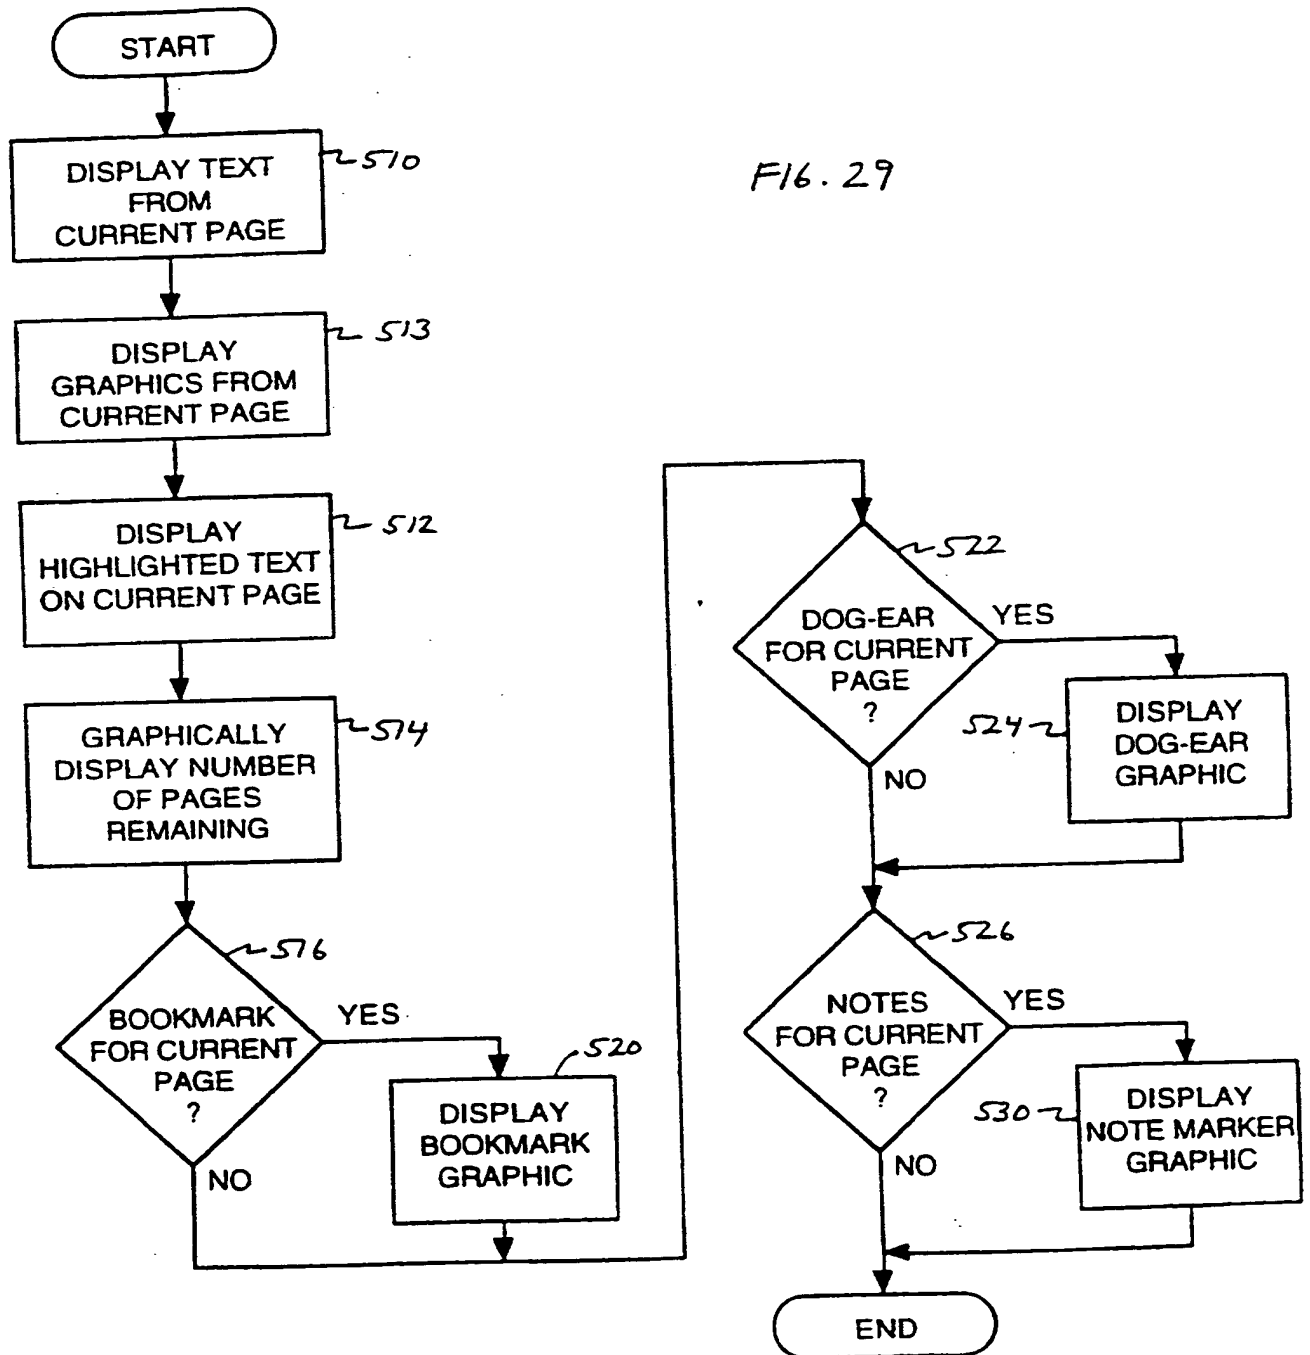 START
DISPLAY TEXT
FROM
CURRENT PAGE
510
FIG. 29
DISPLAY
GRAPHICS FROM
CURRENT PAGE
513
DISPLAY
HIGHLIGHTED TEXT
ON CURRENT PAGE
512
GRAPHICALLY
DISPLAY NUMBER
OF PAGES
REMAINING
514
BOOKMARK
FOR CURRENT
PAGE
?
516
YES
NO
520
DISPLAY
BOOKMARK
GRAPHIC
522
DOG-EAR
FOR CURRENT
PAGE
?
YES
NO
524
DISPLAY
DOG-EAR
GRAPHIC
526
NOTES
FOR CURRENT
PAGE
?
YES
NO
530
DISPLAY
NOTE MARKER
GRAPHIC
END